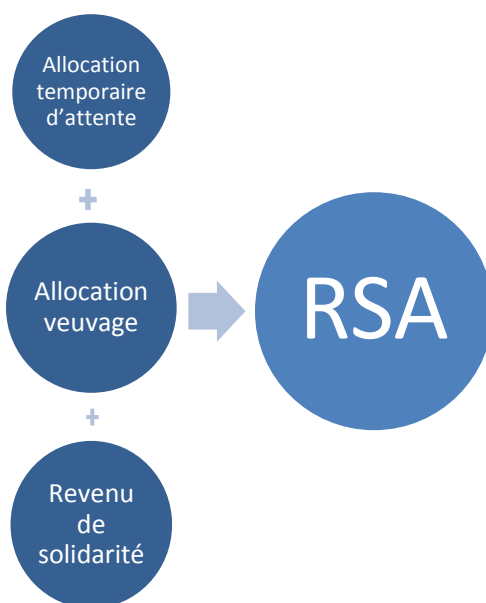 Allocation
temporaire
d’attente
+
Allocation
veuvage
+
Revenu
de
solidarité
RSA